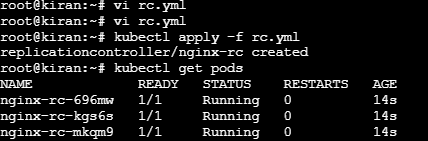 root@kiran:~# vi rc.yml
root@kiran:~# vi rc.yml
root@kiran:~# kubectl apply -f rc.yml
replicationcontroller/nginx-rc created
root@kiran:~# kubectl get pods
NAME READY STATUS RESTARTS AGE
nginx-rc-696mw 1/1 Running 0 14s
nginx-rc-kgs6s 1/1 Running 0 14s
nginx-rc-mkqm9 1/1 Running 0 14s